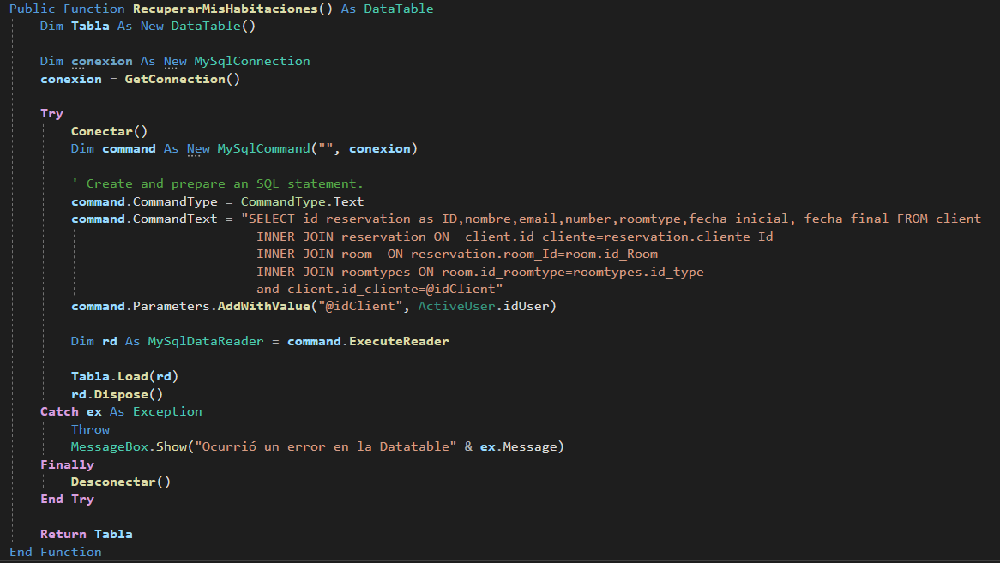 Public Function RecuperarMisHabitaciones() As DataTable
Dim Tabla As New DataTable()
Dim conexion As New MySqlConnection
conexion = GetConnection()
Try
Conectar()
Dim command As New MySqlCommand("", conexion)
' Create and prepare an SQL statement.
command.CommandType = CommandType.Text
command.CommandText = "SELECT id_reservation as ID,nombre,email,number,roomtype,fecha_inicial, fecha_final FROM client
INNER JOIN reservation ON  client.id_cliente=reservation.cliente_Id
INNER JOIN room  ON reservation.room_Id=room.id_Room
INNER JOIN roomtypes ON room.id_roomtype=roomtypes.id_type
and client.id_cliente=@idClient"
command.Parameters.AddWithValue("@idClient", ActiveUser.idUser)
Dim rd As MySqlDataReader = command.ExecuteReader
Tabla.Load(rd)
rd.Dispose()
Catch ex As Exception
Throw
MessageBox.Show("Ocurrió un error en la Datatable" & ex.Message)
Finally
Desconectar()
End Try
Return Tabla
End Function